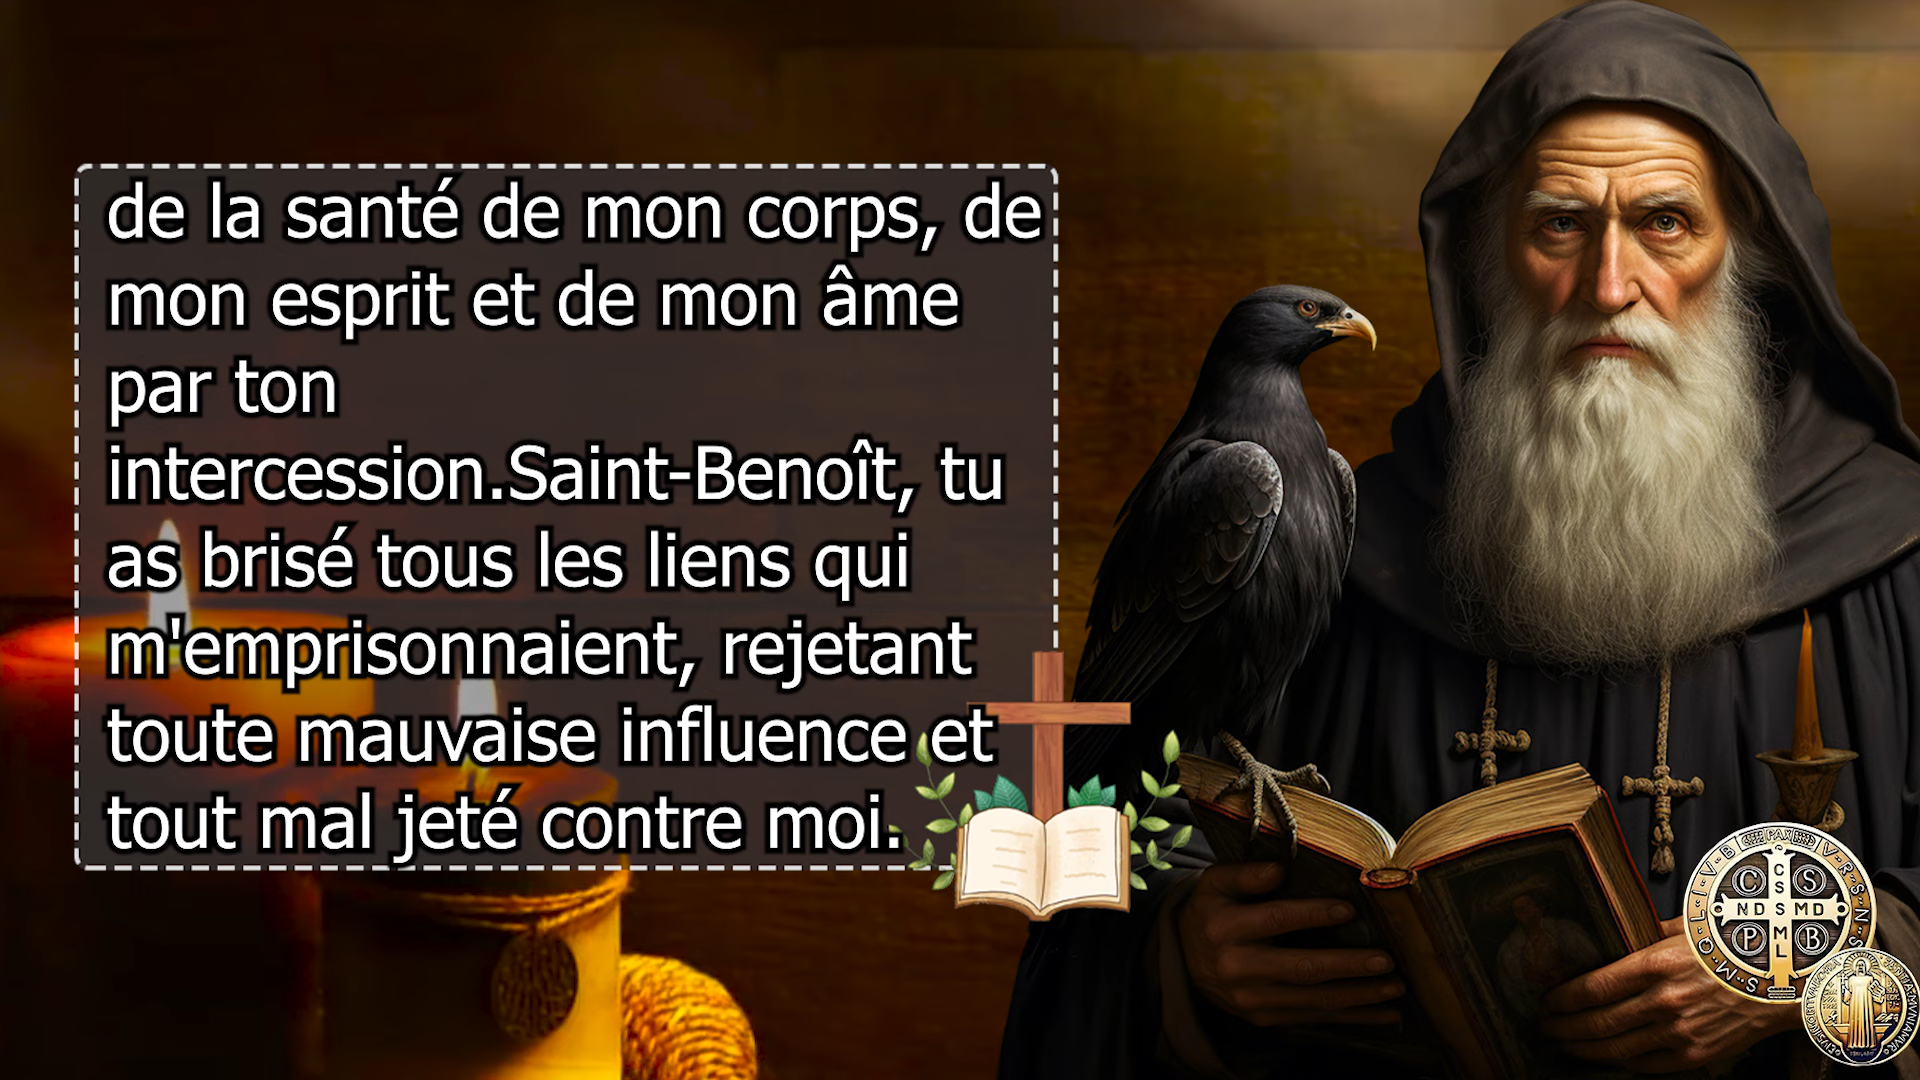 de la santé de mon corps, de
mon esprit et de mon âme
par ton
intercession.Saint-Benoît, tu
as brisé tous les liens qui
m'emprisonnaient, rejetant
toute mauvaise influence et
tout mal jeté contre moi.
PAX
C S
C
S
N D S M D
M
L
P B